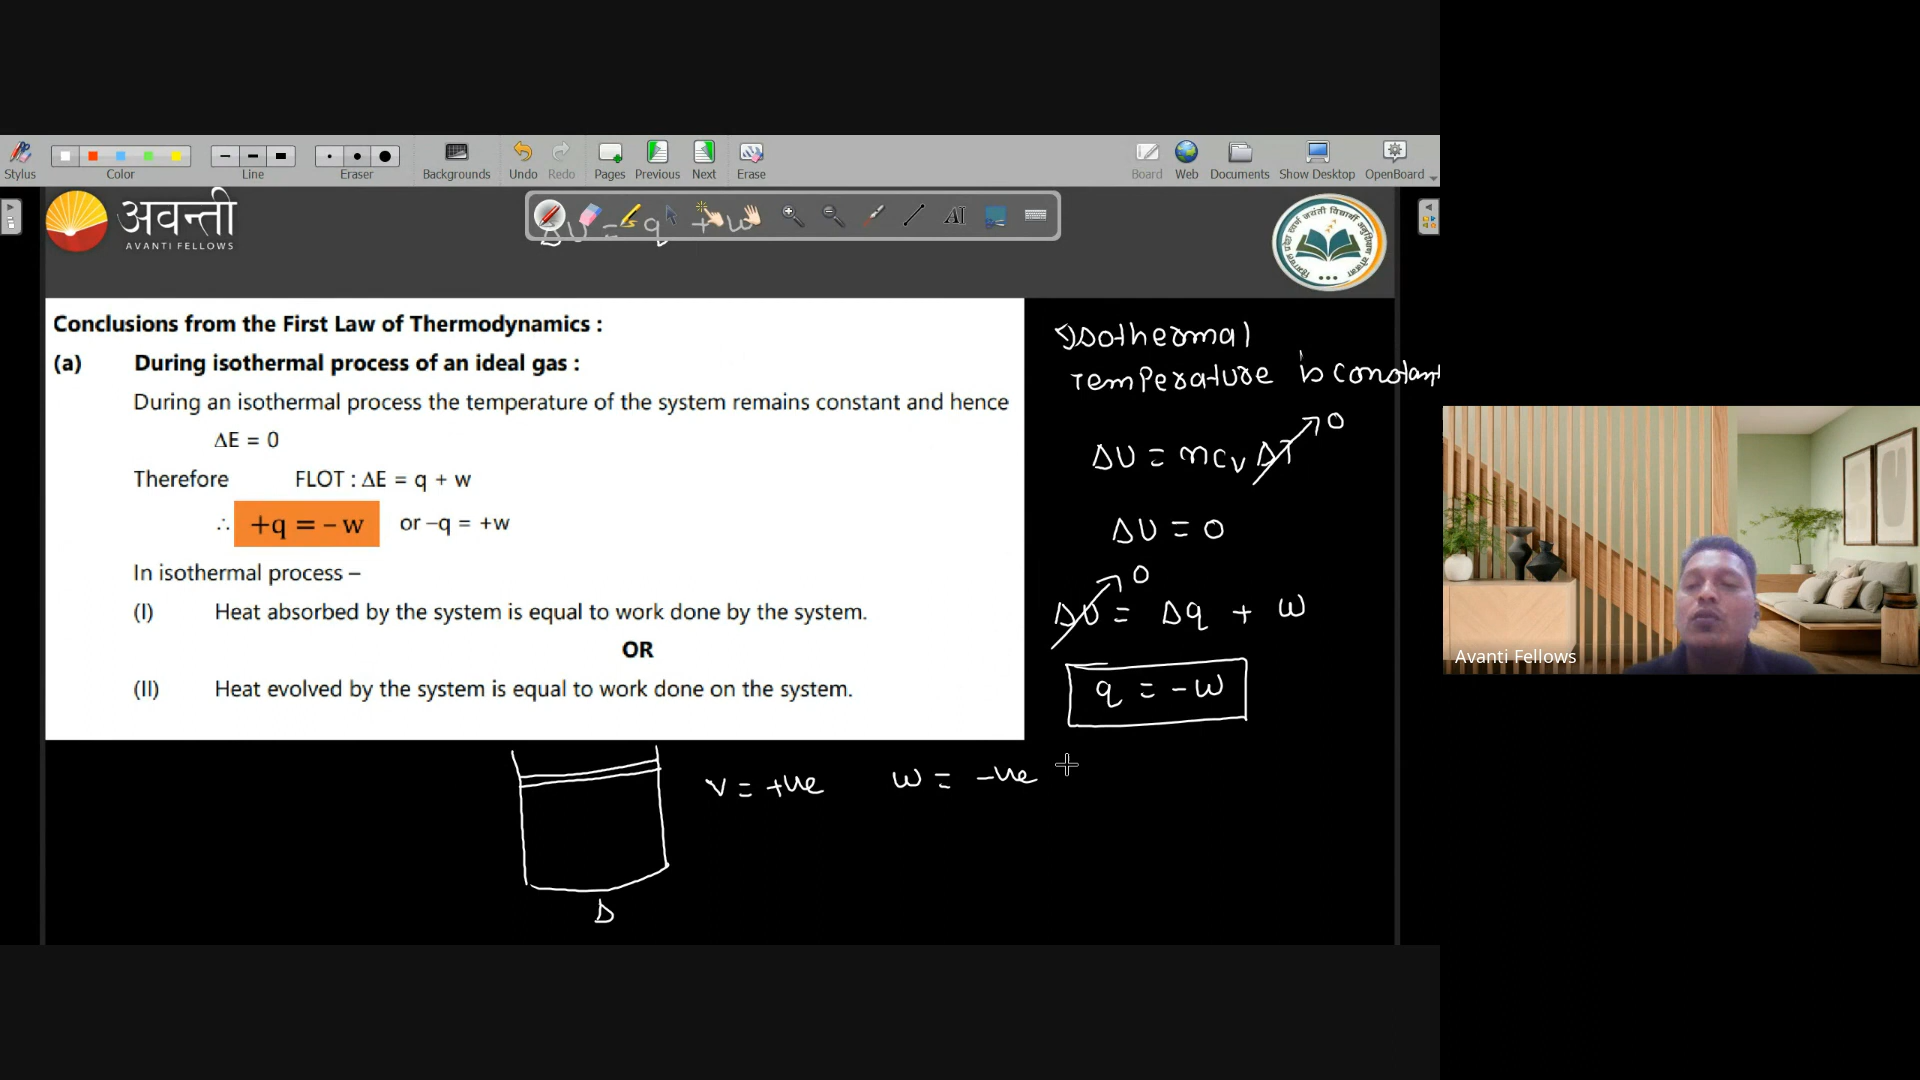 Stylus
Color
Line
Eraser
Backgrounds
Undo
Redo
Pages
Previous
Next
Erase
Board
Web
Documents
Show Desktop
OpenBoard
अवन्ती
AVANTI FELLOWS
ΔU = q + w
Conclusions from the First Law of Thermodynamics :
(a) During isothermal process of an ideal gas :
During an isothermal process the temperature of the system remains constant and hence
ΔE = 0
Therefore FLOT : ΔE = q + w
∴ +q = – w or –q = +w
In isothermal process –
(I) Heat absorbed by the system is equal to work done by the system.
OR
(II) Heat evolved by the system is equal to work done on the system.
Isothermal
Temperature is constant
ΔU = nCv ΔT → 0
ΔU = 0
ΔU → 0 = Δq + w
q = -w
V = +ve w = -ve
Δ
Avanti Fellows